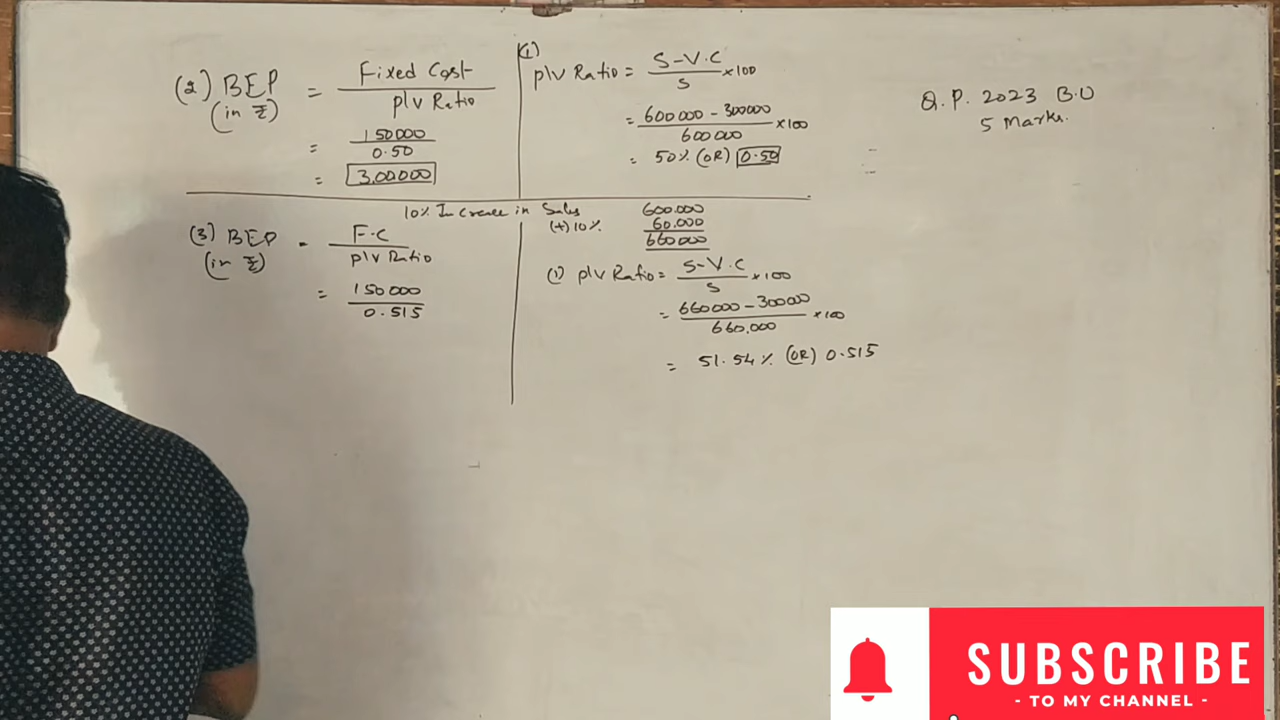 (2) BEP = Fixed Cost
(in ₹) p/v Ratio
= 150000
0.50
= 3,00000
(1)
p/v Ratio = S-V.C ×100
S
= 600000 - 300000 ×100
600000
= 50% (OR) 0.50
Q.P. 2023 B.U
5 Marks.
10% Increase in Sales 600.000
(+) 10% 60.000
660000
(3) BEP = F.C
(in ₹) p/v Ratio
= 150000
0.515
(1) p/v Ratio = S-V.C ×100
S
= 660000 - 300000 ×100
660,000
= 51.54% (OR) 0.515
SUBSCRIBE
- TO MY CHANNEL -